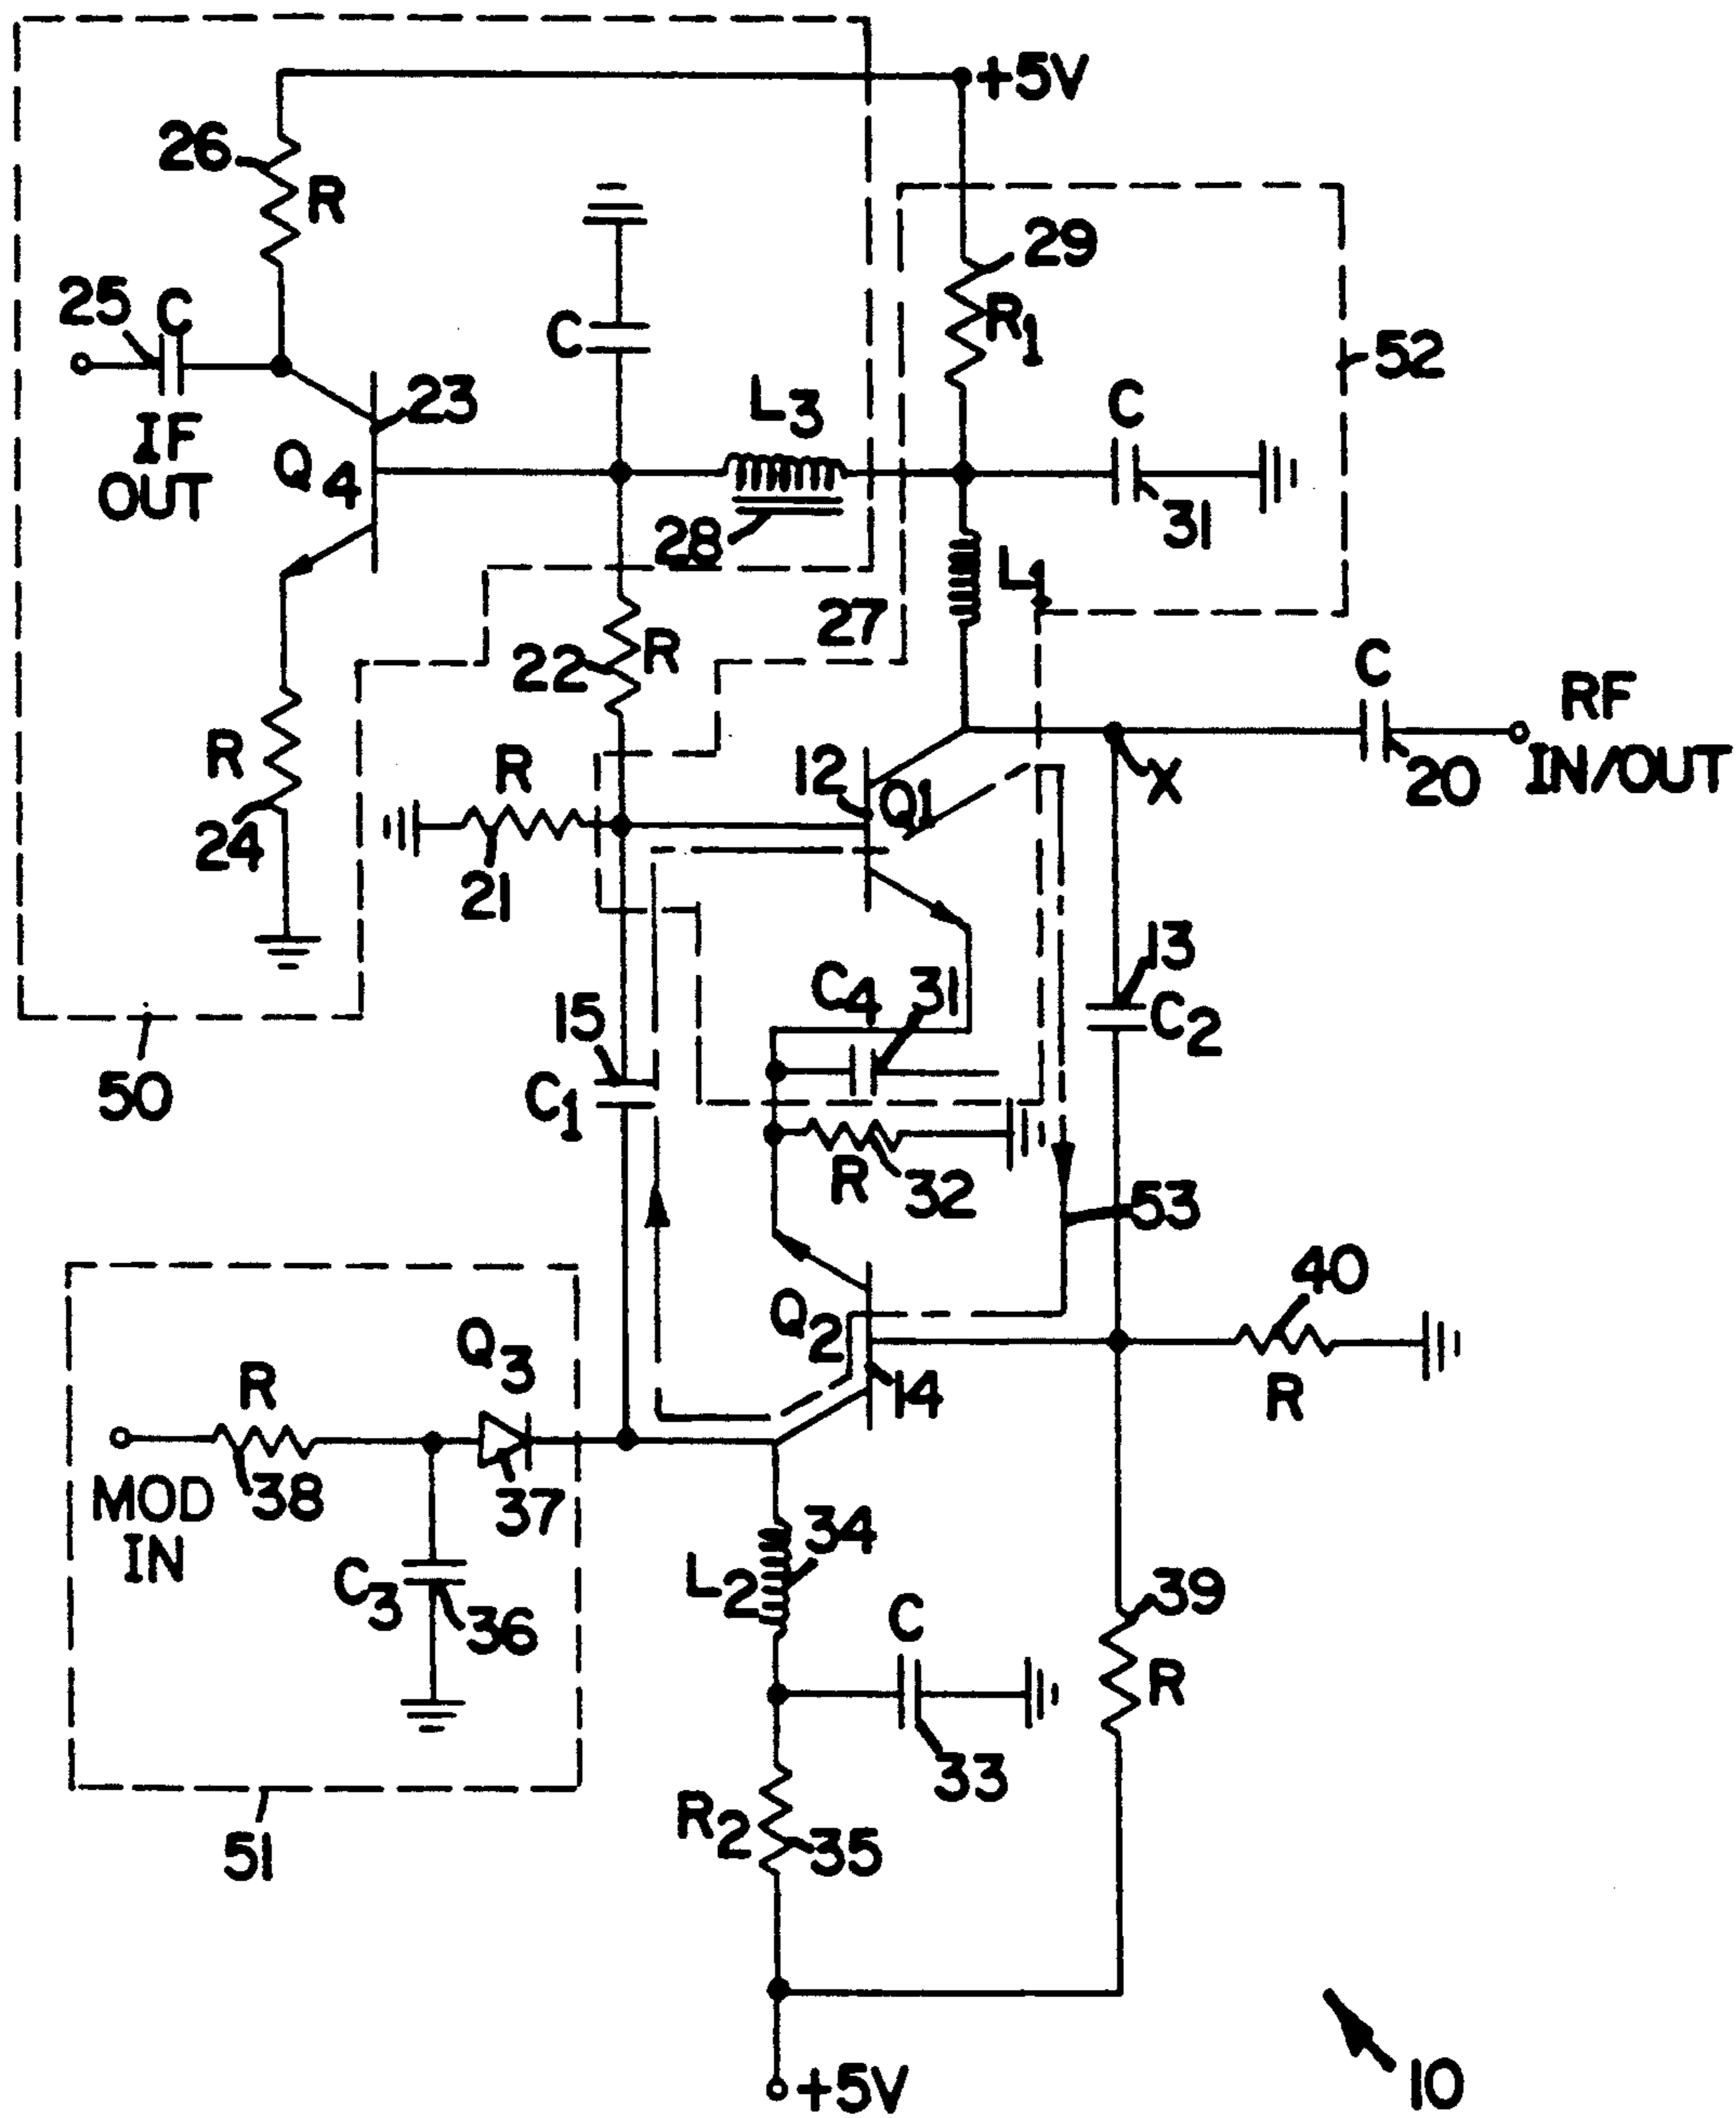 +5V
26
R
29
R1
25
C
C
52
IF
OUT
23
Q4
L3
C
28
31
L1
27
22
R
C
RF
IN/OUT
20
R
24
R
21
12
Q1
X
13
C2
C4
31
15
C1
50
R
32
53
40
R
Q2
14
Q3
R
38
MOD
IN
37
C3
36
34
L2
C
33
39
R
R2
35
51
+5V
10